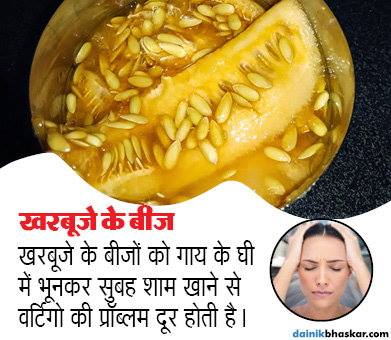 खरबूजे के बीज
खरबूजे के बीजों को गाय के घी
में भूनकर सुबह शाम खाने से
वर्टिगो की प्रॉब्लम दूर होती है।
dainikbhaskar.com